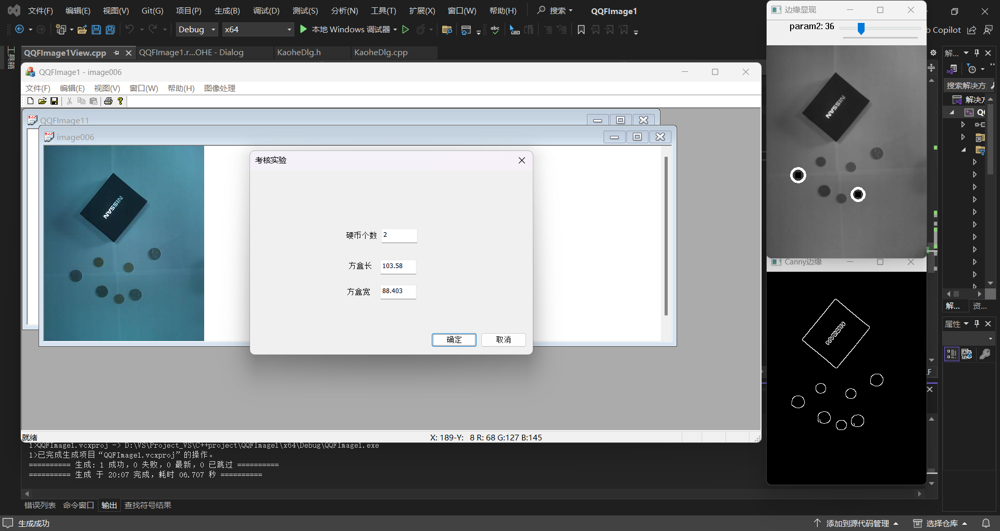 文件(F) 编辑(E) 视图(V) Git(G) 项目(P) 生成(B) 调试(D) 测试(S) 分析(N) 工具(T) 扩展(X) 窗口(W) 帮助(H) 搜索 QQFImage1
Debug x64 本地 Windows 调试器 abc Copilot
工具箱
QQFImage1View.cpp QQFImage1.r...OHE - Dialog KaoheDlg.h KaoheDlg.cpp
QQFImage1 - image006
文件(F) 编辑(E) 视图(V) 窗口(W) 帮助(H) 图像处理
QQFImage11
image006
NISSAN
考核实验
硬币个数 2
方盒长 103.58
方盒宽 88.403
确定 取消
就绪
X: 189-Y: 8 R: 68 G:127 B:145
1>QQFImage1.vcxproj -> D:\VS\Project_VS\C++project\QQFImage1\x64\Debug\QQFImage1.exe
1>已完成生成项目“QQFImage1.vcxproj”的操作。
========== 生成: 1 成功，0 失败，0 最新，0 已跳过 ==========
========== 生成 于 20:07 完成，耗时 06.707 秒 ==========
错误列表 命令窗口 输出 查找符号结果
生成成功
添加到源代码管理 选择仓库
边缘显现
param2: 36
NISSAN
Canny边缘
NISSAN
解...
搜索解决方
解决方
解... 资...
属性